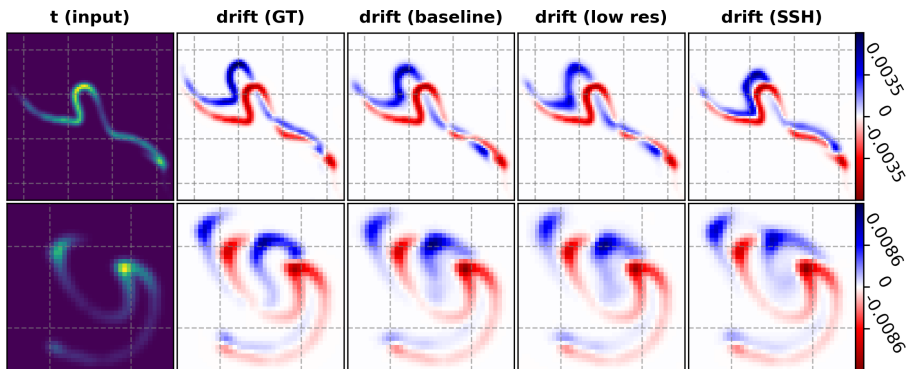 t (input)
drift (GT)
drift (baseline)
drift (low res)
drift (SSH)
0.0035
0
-0.0035
0.0086
0
-0.0086